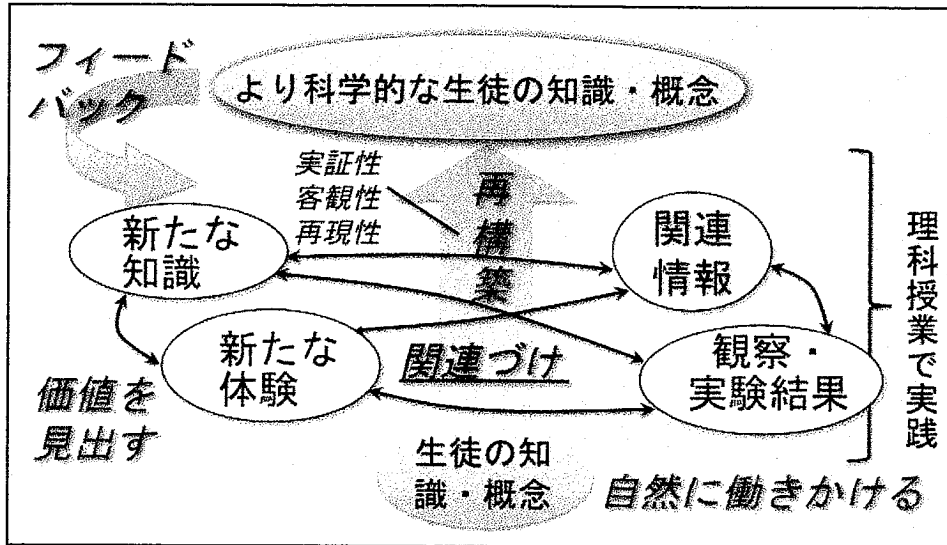 フィード
バック
より科学的な生徒の知識・概念
実証性
客観性
再現性
再構築
新たな
知識
関連
情報
新たな
体験
関連づけ
観察・
実験結果
価値を
見出す
生徒の知
識・概念
自然に働きかける
理科授業で実践